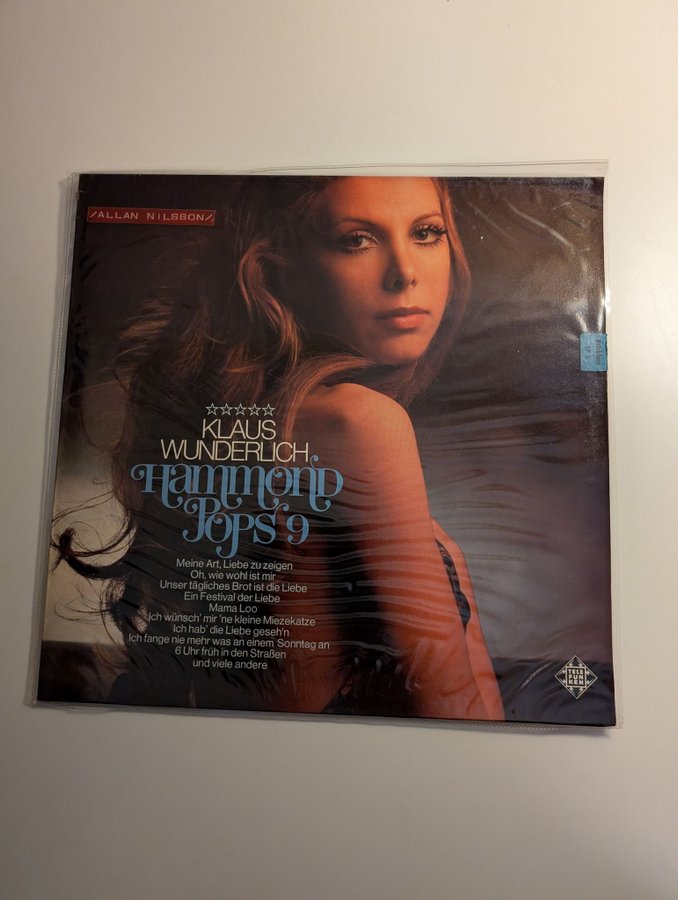 /ALLAN NILSSON/
☆☆☆☆☆
KLAUS
WUNDERLICH
Hammond
Pops 9
Meine Art, Liebe zu zeigen
Oh, wie wohl ist mir
Unser tägliches Brot ist die Liebe
Ein Festival der Liebe
Mama Loo
Ich wünsch' mir 'ne kleine Miezekatze
Ich hab' die Liebe geseh'n
Ich fange nie mehr was an einem Sonntag an
6 Uhr früh in den Straßen
und viele andere
TELE
FUN
KEN